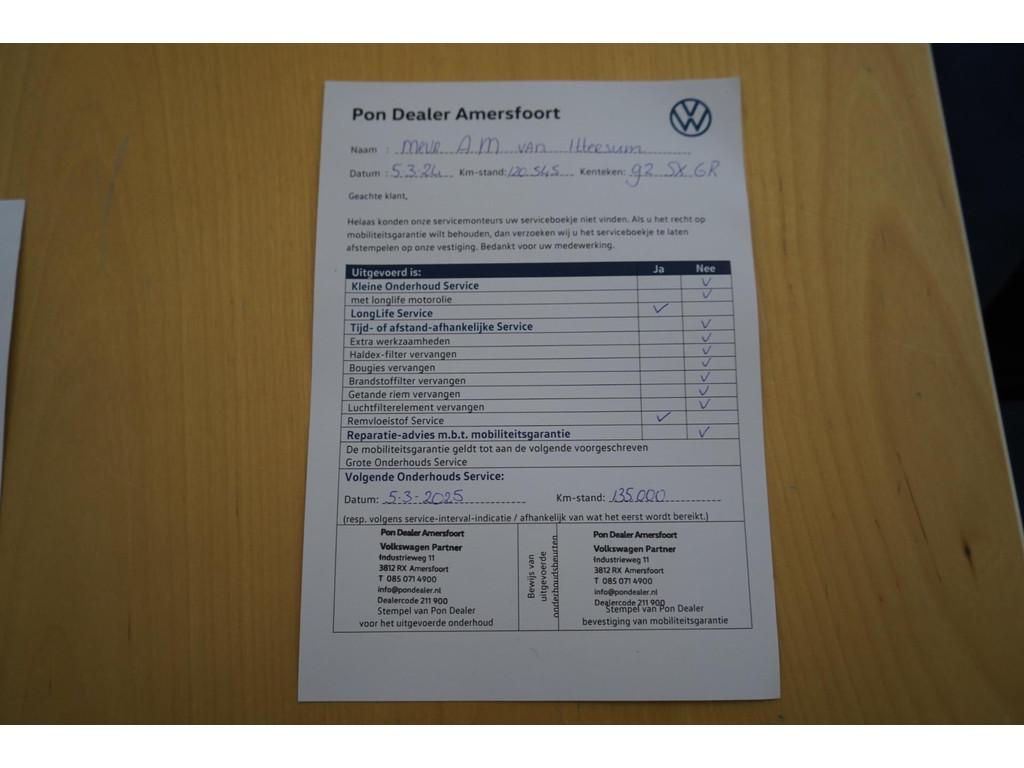 Pon Dealer Amersfoort
Naam : Mevr A.M van Ittersum
Datum : 5.3.24 Km-stand: 120.545 Kenteken: 92 SX GR
Geachte klant,
Helaas konden onze servicemonteurs uw serviceboekje niet vinden. Als u het recht op
mobiliteitsgarantie wilt behouden, dan verzoeken wij u het serviceboekje te laten
afstempelen op onze vestiging. Bedankt voor uw medewerking.
Uitgevoerd is: Ja Nee
Kleine Onderhoud Service ✓
met longlife motorolie ✓
LongLife Service ✓
Tijd- of afstand-afhankelijke Service ✓
Extra werkzaamheden ✓
Haldex-filter vervangen ✓
Bougies vervangen ✓
Brandstoffilter vervangen ✓
Getande riem vervangen ✓
Luchtfilterelement vervangen ✓
Remvloeistof Service ✓
Reparatie-advies m.b.t. mobiliteitsgarantie ✓
De mobiliteitsgarantie geldt tot aan de volgende voorgeschreven
Grote Onderhouds Service
Volgende Onderhouds Service:
Datum: 5-3-2025 Km-stand: 135.000
(resp. volgens service-interval-indicatie / afhankelijk van wat het eerst wordt bereikt.)
Pon Dealer Amersfoort
Volkswagen Partner
Industrieweg 11
3812 RX Amersfoort
T 085 071 4900
info@pondealer.nl
Dealercode 211 900
Stempel van Pon Dealer
voor het uitgevoerde onderhoud
Bewijs van
uitgevoerde
onderhoudsbeurten
Pon Dealer Amersfoort
Volkswagen Partner
Industrieweg 11
3812 RX Amersfoort
T 085 071 4900
info@pondealer.nl
Dealercode 211 900
Stempel van Pon Dealer
bevestiging van mobiliteitsgarantie